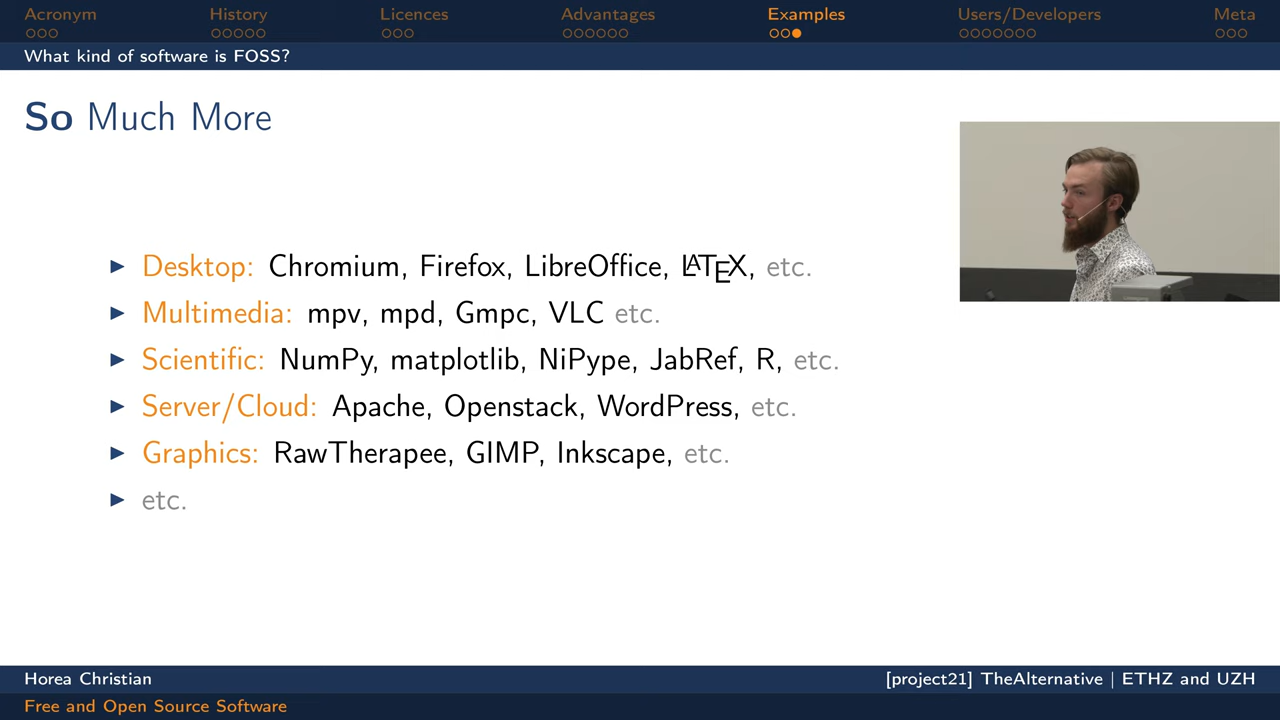 Acronym History Licences Advantages Examples Users/Developers Meta
What kind of software is FOSS?
So Much More
Desktop: Chromium, Firefox, LibreOffice, LATEX, etc.
Multimedia: mpv, mpd, Gmpc, VLC etc.
Scientific: NumPy, matplotlib, NiPype, JabRef, R, etc.
Server/Cloud: Apache, Openstack, WordPress, etc.
Graphics: RawTherapee, GIMP, Inkscape, etc.
etc.
Horea Christian [project21] TheAlternative | ETHZ and UZH
Free and Open Source Software